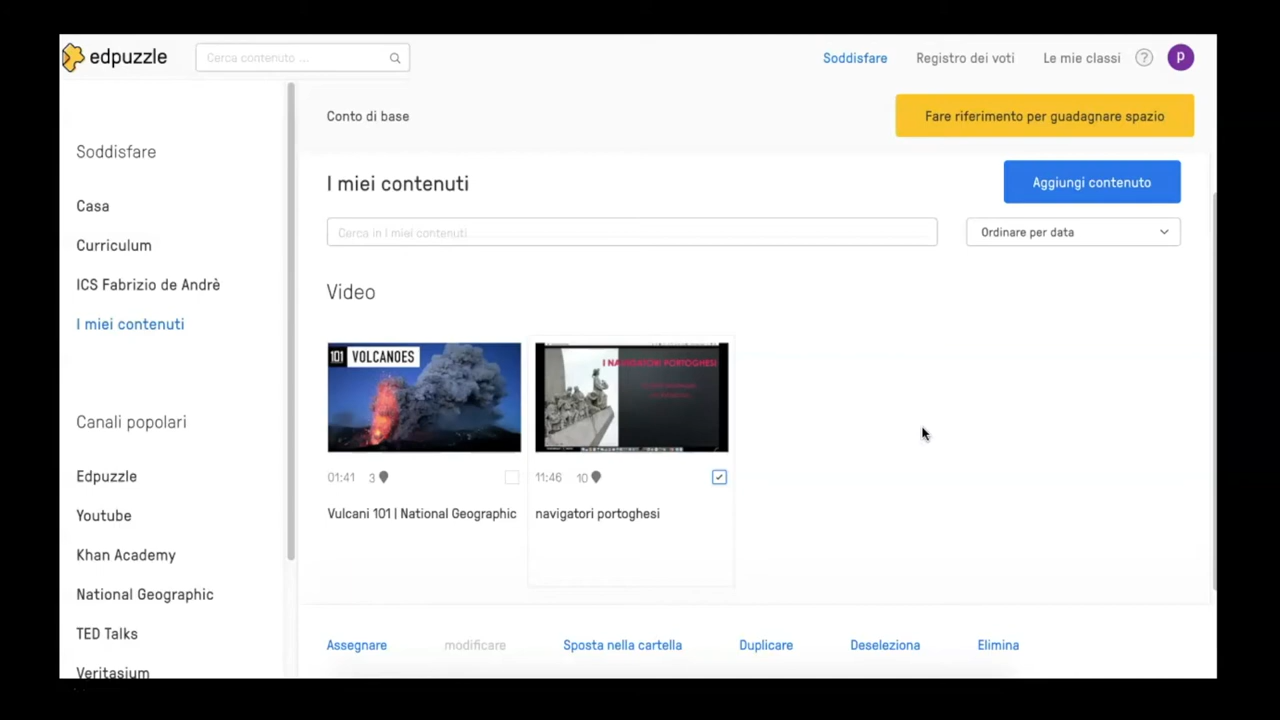 edpuzzle
Cerca contenuto ...
Soddisfare
Registro dei voti
Le mie classi
?
p
Soddisfare
Casa
Curriculum
ICS Fabrizio de Andrè
I miei contenuti
Canali popolari
Edpuzzle
Youtube
Khan Academy
National Geographic
TED Talks
Veritasium
Conto di base
Fare riferimento per guadagnare spazio
I miei contenuti
Aggiungi contenuto
Cerca in I miei contenuti
Ordinare per data
Video
101 VOLCANOES
01:41 3
Vulcani 101 | National Geographic
I NAVIGATORI PORTOGHESI
11:46 10
navigatori portoghesi
Assegnare
modificare
Sposta nella cartella
Duplicare
Deseleziona
Elimina